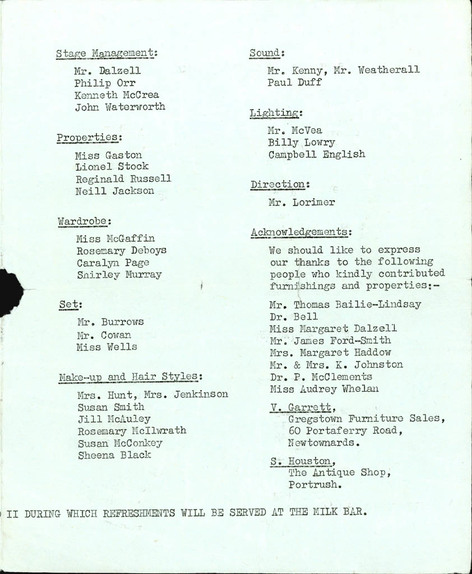 Stage Management:
Mr. Dalzell
Philip Orr
Kenneth McCrea
John Waterworth
Properties:
Miss Gaston
Lionel Stock
Reginald Russell
Neill Jackson
Wardrobe:
Miss McGaffin
Rosemary Deboys
Caralyn Page
Shirley Murray
Set:
Mr. Burrows
Mr. Cowan
Miss Wells
Make-up and Hair Styles:
Mrs. Hunt, Mrs. Jenkinson
Susan Smith
Jill McAuley
Rosemary McIlwrath
Susan McConkey
Sheena Black
Sound:
Mr. Kenny, Mr. Weatherall
Paul Duff
Lighting:
Mr. McVea
Billy Lowry
Campbell English
Direction:
Mr. Lorimer
Acknowledgements:
We should like to express
our thanks to the following
people who kindly contributed
furnishings and properties:-
Mr. Thomas Bailie-Lindsay
Dr. Bell
Miss Margaret Dalzell
Mr. James Ford-Smith
Mrs. Margaret Haddow
Mr. & Mrs. K. Johnston
Dr. P. McClements
Miss Audrey Whelan
V. Garrett,
Gregstown Furniture Sales,
60 Portaferry Road,
Newtownards.
S. Houston,
The Antique Shop,
Portrush.
II DURING WHICH REFRESHMENTS WILL BE SERVED AT THE MILK BAR.